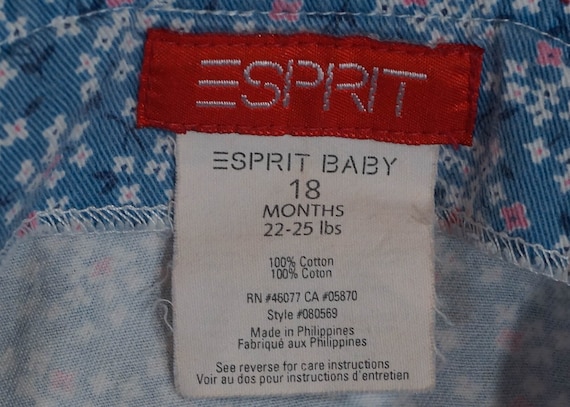 ESPRIT
ESPRIT BABY
18
MONTHS
22-25 lbs
100% Cotton
100% Coton
RN #46077 CA #05870
Style #080569
Made in Philippines
Fabriqué aux Philippines
See reverse for care instructions
Voir au dos pour instructions d'entretien